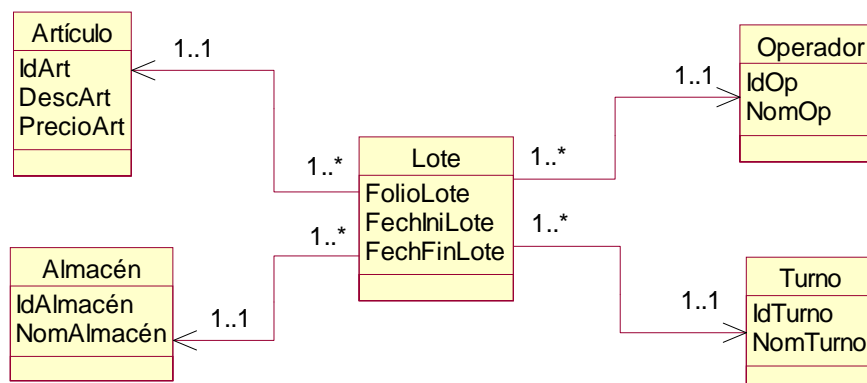 Artículo
IdArt
DescArt
PrecioArt
1..1
1..*
Operador
IdOp
NomOp
1..1
1..*
Lote
FolioLote
FechIniLote
FechFinLote
1..*
1..*
Almacén
IdAlmacén
NomAlmacén
1..1
Turno
IdTurno
NomTurno
1..1